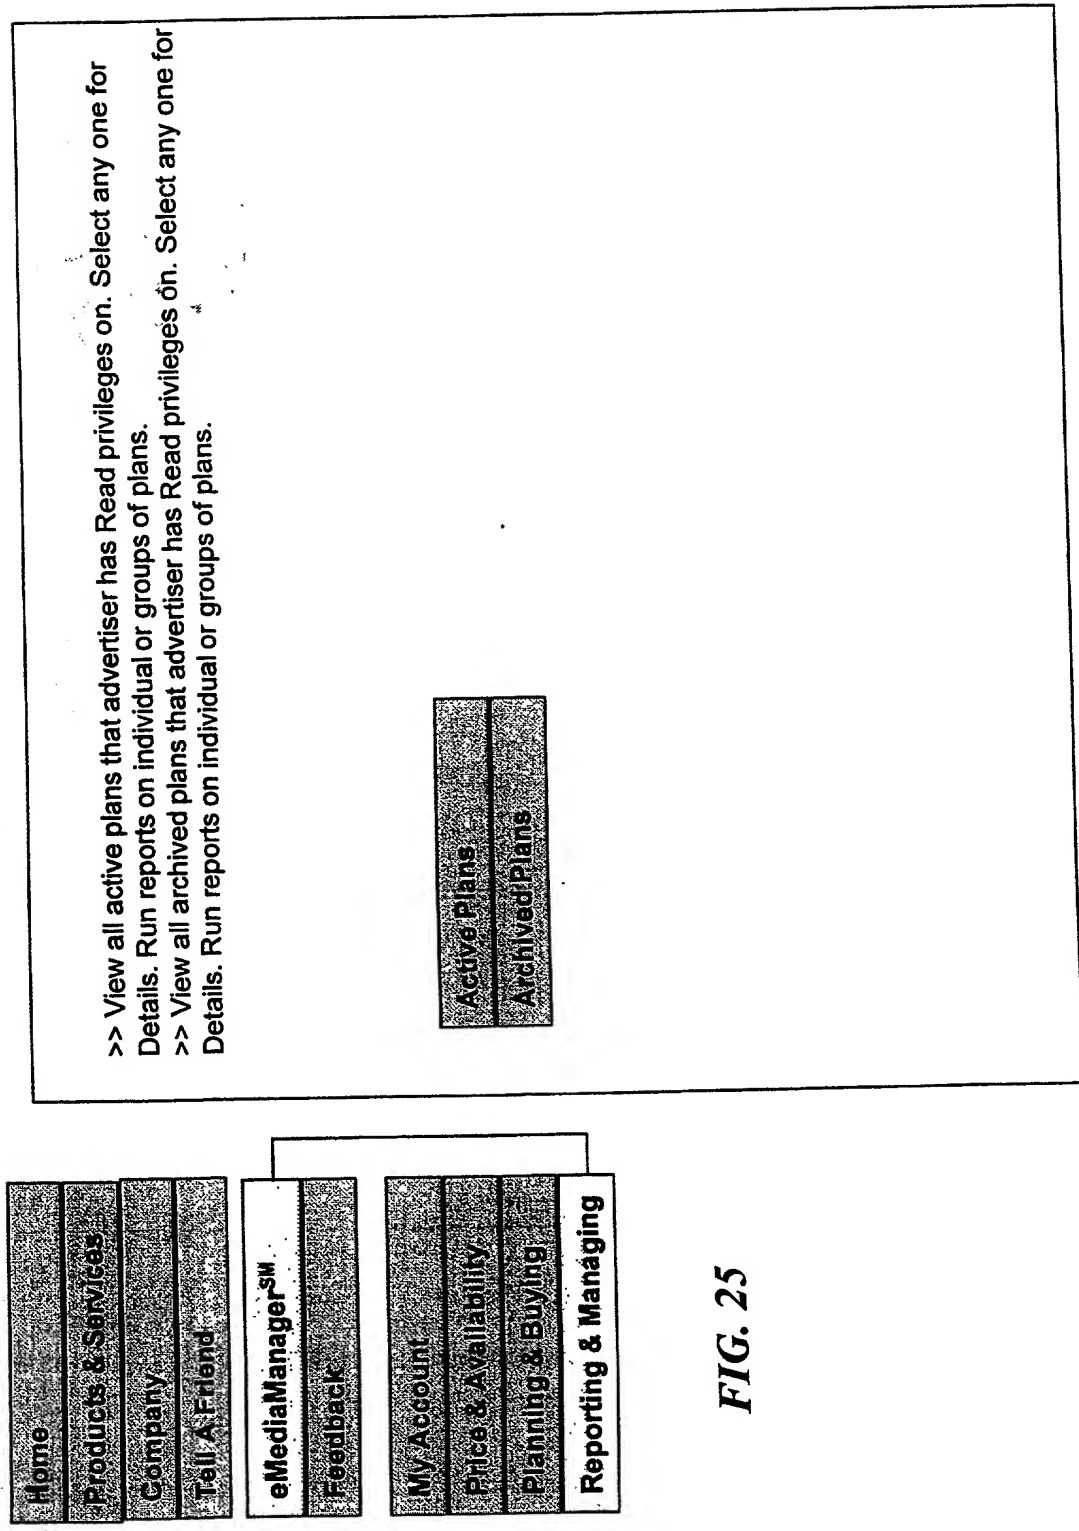 Home
Products & Services
Company
Tell A Friend
eMediaManager℠
Feedback
My Account
Price & Availability
Planning & Buying
Reporting & Managing
>> View all active plans that advertiser has Read privileges on. Select any one for
Details. Run reports on individual or groups of plans.
>> View all archived plans that advertiser has Read privileges on. Select any one for
Details. Run reports on individual or groups of plans.
Active Plans
Archived Plans
FIG. 25